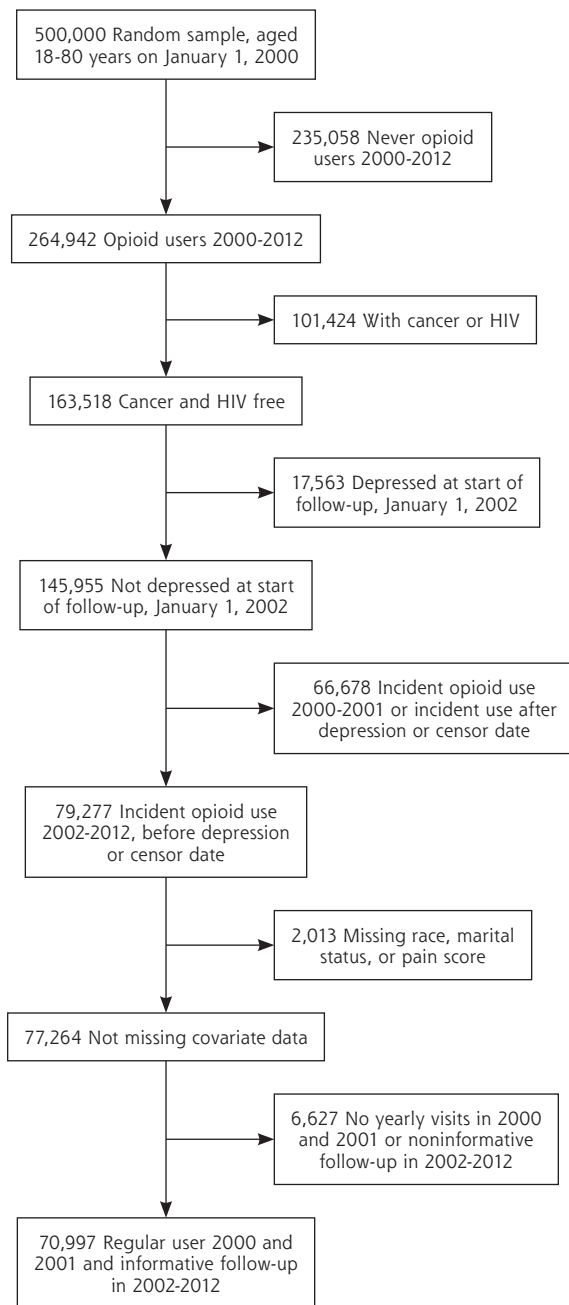 500,000 Random sample, aged
18-80 years on January 1, 2000
235,058 Never opioid
users 2000-2012
264,942 Opioid users 2000-2012
101,424 With cancer or HIV
163,518 Cancer and HIV free
17,563 Depressed at start of
follow-up, January 1, 2002
145,955 Not depressed at start
of follow-up, January 1, 2002
66,678 Incident opioid use
2000-2001 or incident use after
depression or censor date
79,277 Incident opioid use
2002-2012, before depression
or censor date
2,013 Missing race, marital
status, or pain score
77,264 Not missing covariate data
6,627 No yearly visits in 2000
and 2001 or noninformative
follow-up in 2002-2012
70,997 Regular user 2000 and
2001 and informative follow-up
in 2002-2012